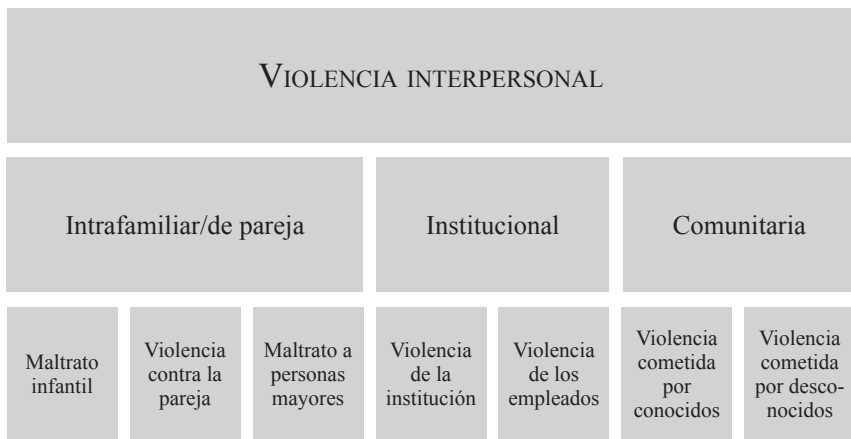 VIOLENCIA INTERPERSONAL
Intrafamiliar/de pareja
Institucional
Comunitaria
Maltrato
infantil
Violencia
contra la
pareja
Maltrato a
personas
mayores
Violencia
de la
institución
Violencia
de los
empleados
Violencia
cometida
por
conocidos
Violencia
cometida
por desco-
nocidos